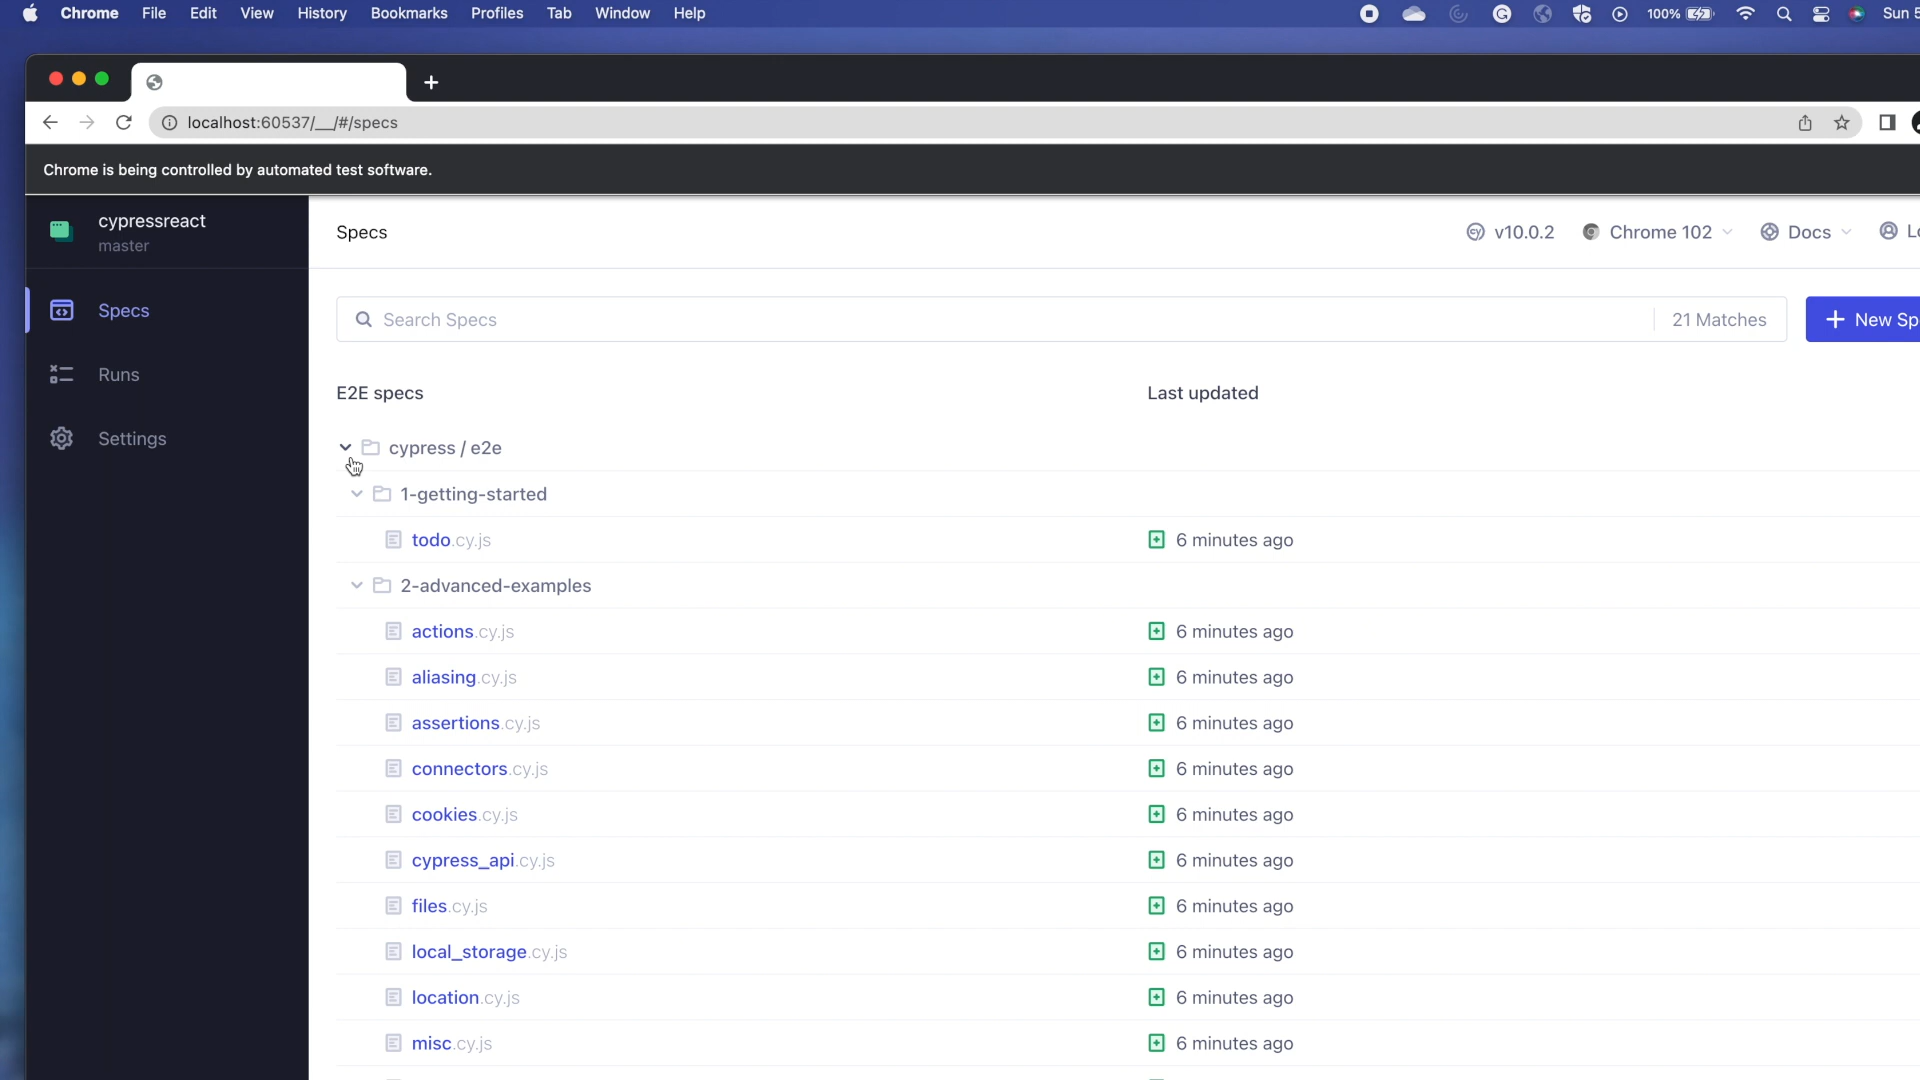 Chrome File Edit View History Bookmarks Profiles Tab Window Help 100% Sun 5
localhost:60537/__/#/specs
Chrome is being controlled by automated test software.
cypressreact
master
Specs
Runs
Settings
Specs v10.0.2 Chrome 102 Docs
Search Specs 21 Matches + New Sp
E2E specs Last updated
cypress / e2e
1-getting-started
todo.cy.js 6 minutes ago
2-advanced-examples
actions.cy.js 6 minutes ago
aliasing.cy.js 6 minutes ago
assertions.cy.js 6 minutes ago
connectors.cy.js 6 minutes ago
cookies.cy.js 6 minutes ago
cypress_api.cy.js 6 minutes ago
files.cy.js 6 minutes ago
local_storage.cy.js 6 minutes ago
location.cy.js 6 minutes ago
misc.cy.js 6 minutes ago